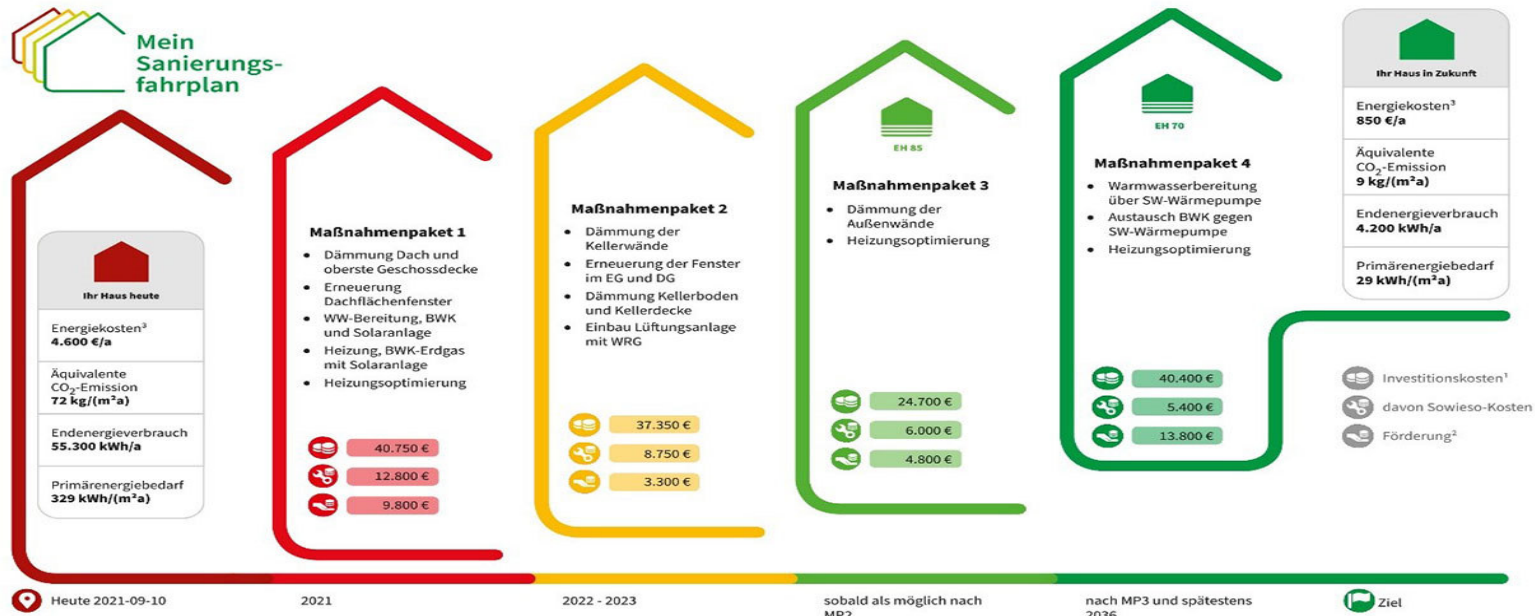 Mein
Sanierungs-
fahrplan
Ihr Haus heute
Energiekosten³
4.600 €/a
Äquivalente
CO₂-Emission
72 kg/(m²a)
Endenergieverbrauch
55.300 kWh/a
Primärenergiebedarf
329 kWh/(m²a)
Maßnahmenpaket 1
• Dämmung Dach und
oberste Geschossdecke
• Erneuerung
Dachflächenfenster
• WW-Bereitung, BWK
und Solaranlage
• Heizung, BWK-Erdgas
mit Solaranlage
• Heizungsoptimierung
40.750 €
12.800 €
9.800 €
Maßnahmenpaket 2
• Dämmung der
Kellerwände
• Erneuerung der Fenster
im EG und DG
• Dämmung Kellerboden
und Kellerdecke
• Einbau Lüftungsanlage
mit WRG
37.350 €
8.750 €
3.300 €
EH 85
Maßnahmenpaket 3
• Dämmung der
Außenwände
• Heizungsoptimierung
24.700 €
6.000 €
4.800 €
EH 70
Maßnahmenpaket 4
• Warmwasserbereitung
über SW-Wärmepumpe
• Austausch BWK gegen
SW-Wärmepumpe
• Heizungsoptimierung
40.400 €
5.400 €
13.800 €
Ihr Haus in Zukunft
Energiekosten³
850 €/a
Äquivalente
CO₂-Emission
9 kg/(m²a)
Endenergieverbrauch
4.200 kWh/a
Primärenergiebedarf
29 kWh/(m²a)
Investitionskosten¹
davon Sowieso-Kosten
Förderung²
Heute 2021-09-10
2021
2022 - 2023
sobald als möglich nach
MP2
nach MP3 und spätestens
2036
Ziel